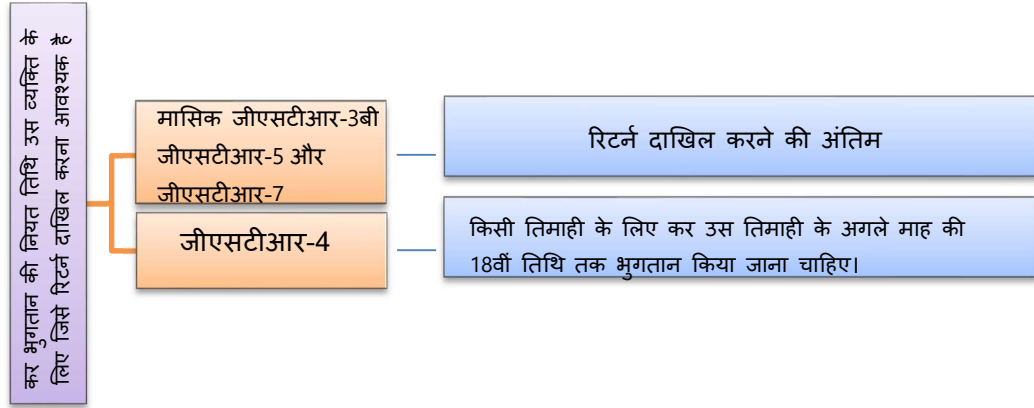 कर भुगतान की नियत तिथि उस व्यक्ति के
लिए जिसे रिटर्न दाखिल करना आवश्यक है
मासिक जीएसटीआर-3बी
जीएसटीआर-5 और
जीएसटीआर-7
रिटर्न दाखिल करने की अंतिम
जीएसटीआर-4
किसी तिमाही के लिए कर उस तिमाही के अगले माह की
18वीं तिथि तक भुगतान किया जाना चाहिए।